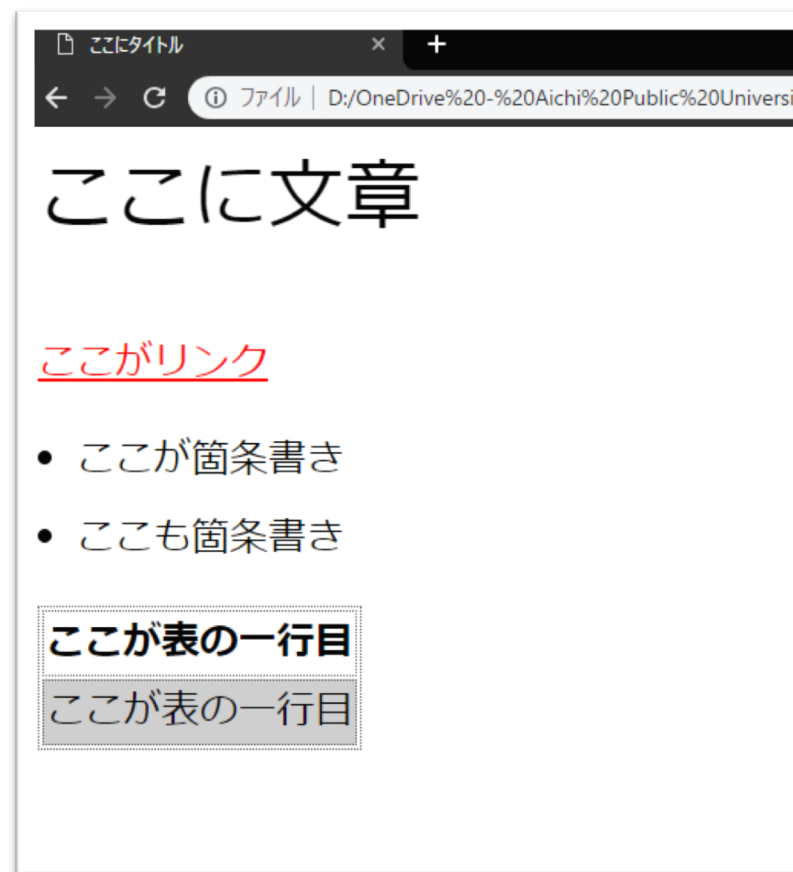 ここにタイトル
ファイル | D:/OneDrive%20-%20Aichi%20Public%20Universi
ここに文章
ここがリンク
• ここが箇条書き
• ここも箇条書き
ここが表の一行目
ここが表の一行目